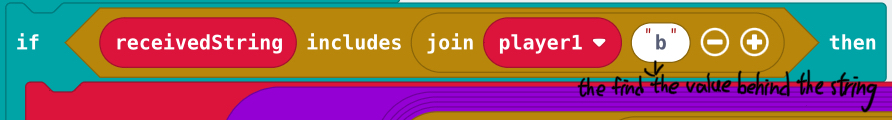 if receivedString includes join player1 "b" then
the find the value behind the string